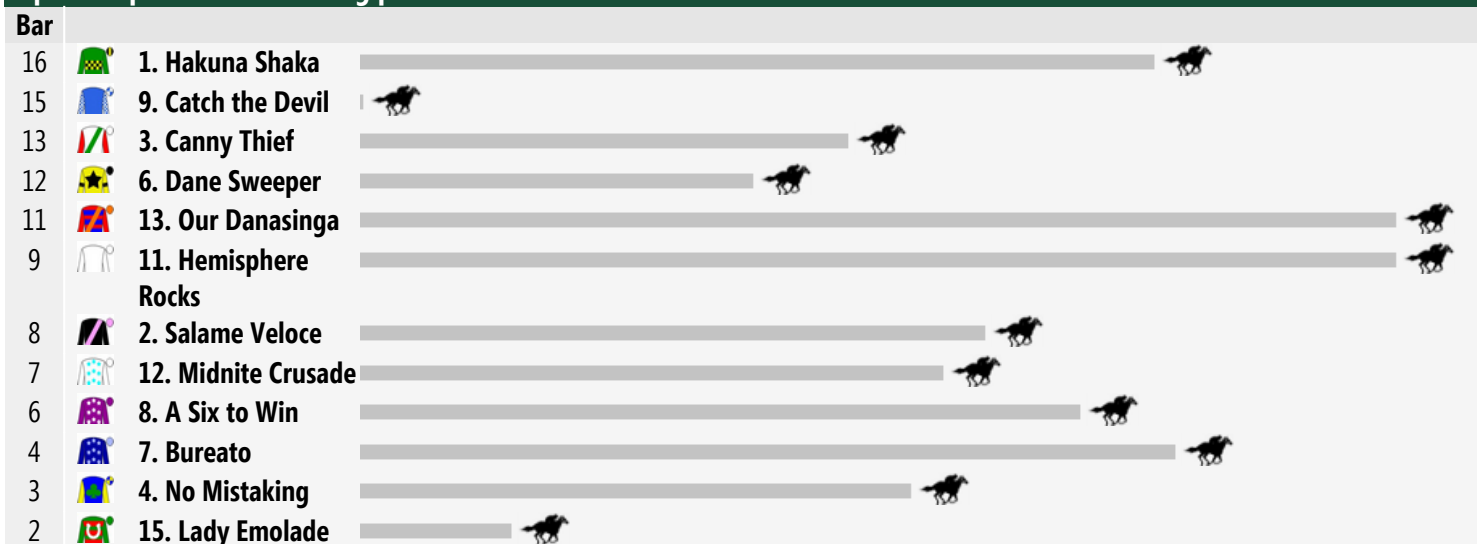 Bar
16 1. Hakuna Shaka
15 9. Catch the Devil
13 3. Canny Thief
12 6. Dane Sweeper
11 13. Our Danasinga
9 11. Hemisphere
Rocks
8 2. Salame Veloce
7 12. Midnite Crusade
6 8. A Six to Win
4 7. Bureato
3 4. No Mistaking
2 15. Lady Emolade